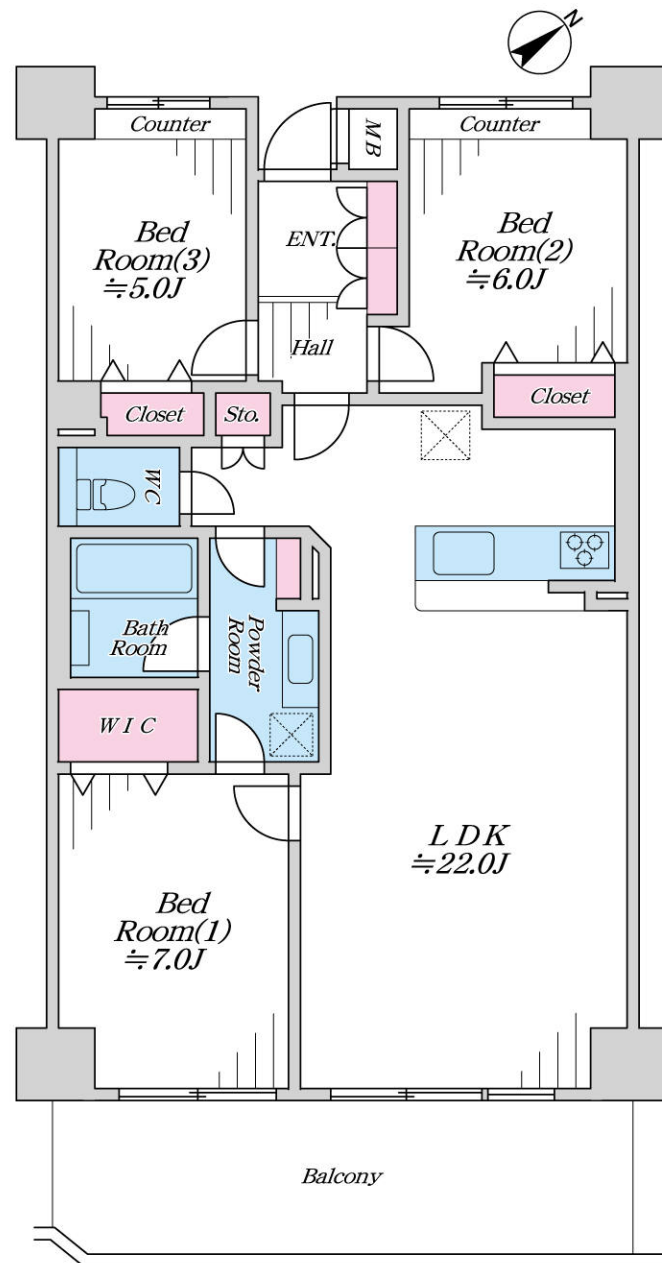 N
Counter
MB
Counter
Bed
Room(3)
≒5.0J
ENT.
Bed
Room(2)
≒6.0J
Hall
Closet
Sto.
Closet
WC
Bath
Room
Powder
Room
WIC
LDK
≒22.0J
Bed
Room(1)
≒7.0J
Balcony